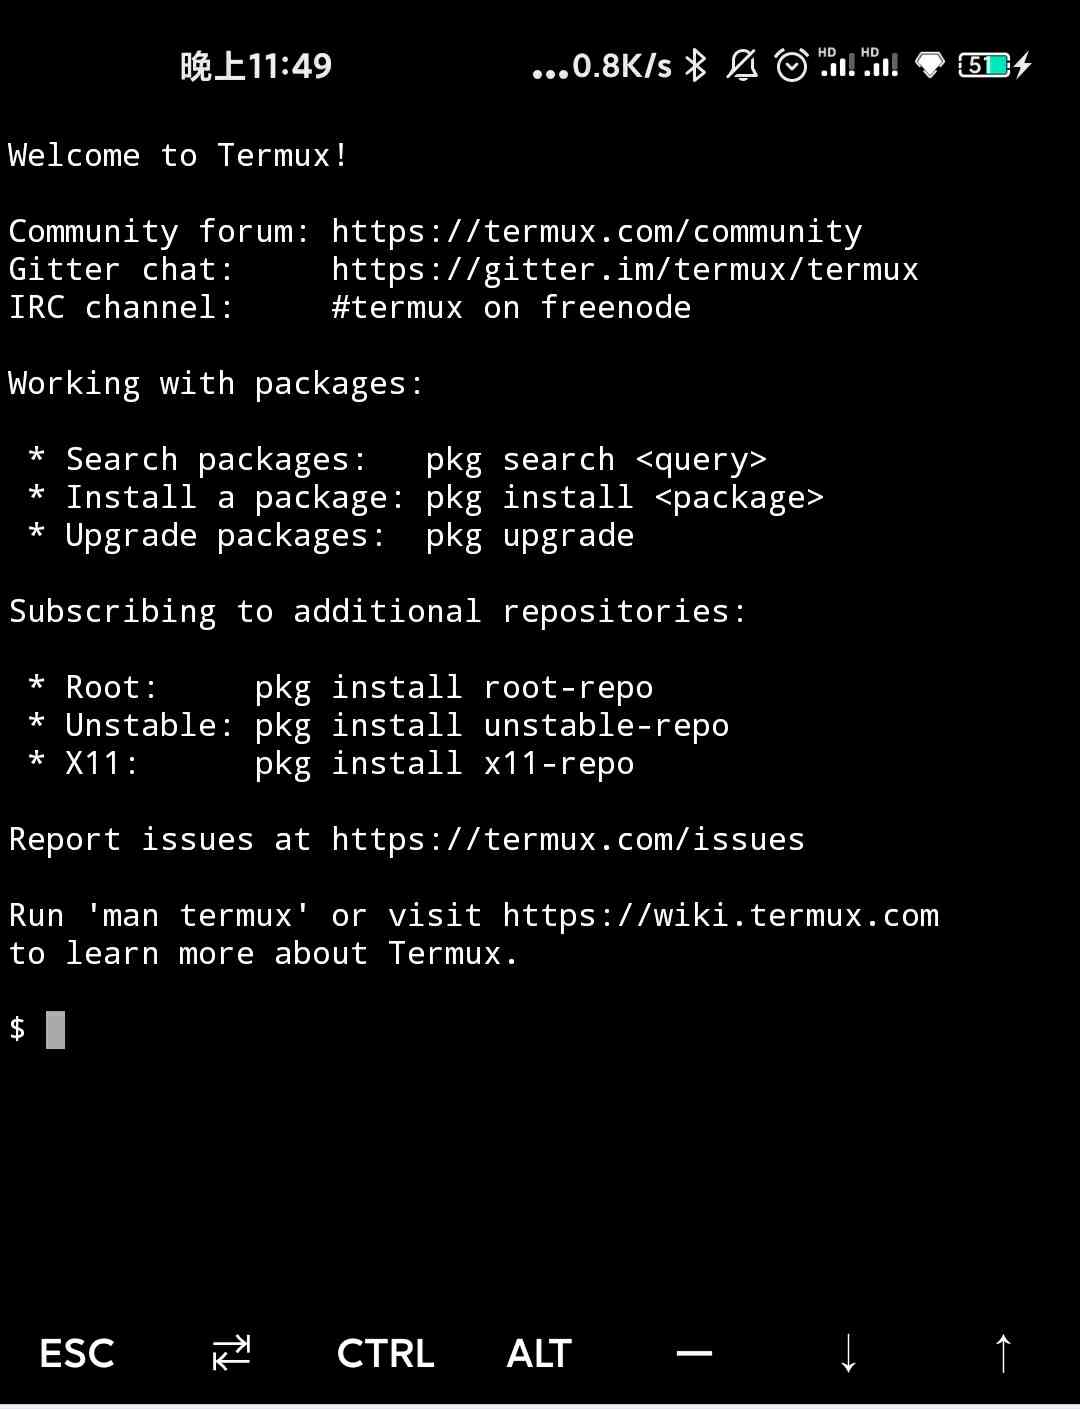 晚上11:49 ...0.8K/s HD HD 51
Welcome to Termux!
Community forum: https://termux.com/community
Gitter chat:     https://gitter.im/termux/termux
IRC channel:     #termux on freenode
Working with packages:
 * Search packages:   pkg search <query>
 * Install a package: pkg install <package>
 * Upgrade packages:  pkg upgrade
Subscribing to additional repositories:
 * Root:     pkg install root-repo
 * Unstable: pkg install unstable-repo
 * X11:      pkg install x11-repo
Report issues at https://termux.com/issues
Run 'man termux' or visit https://wiki.termux.com
to learn more about Termux.
$
ESC ⇄ CTRL ALT — ↓ ↑